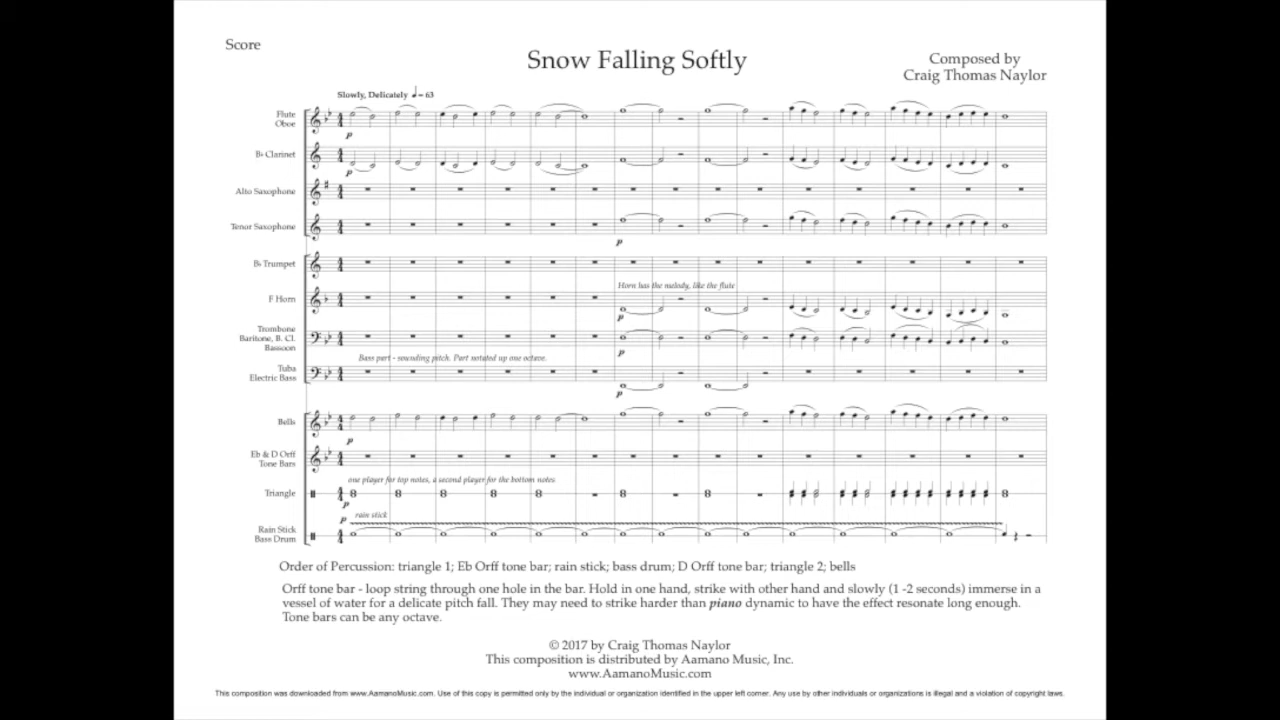 Score
Snow Falling Softly
Composed by
Craig Thomas Naylor
Slowly, Delicately ♩= 63
Flute
Oboe
p
B♭ Clarinet
p
Alto Saxophone
Tenor Saxophone
p
B♭ Trumpet
Horn has the melody, like the flute
F Horn
p
Trombone
Baritone, B. Cl.
Bassoon
p
Bass part - sounding pitch. Part notated up one octave.
Tuba
Electric Bass
p
Bells
p
Eb & D Orff
Tone Bars
one player for top notes, a second player for the bottom notes
Triangle
p
p rain stick
Rain Stick
Bass Drum
Order of Percussion: triangle 1; Eb Orff tone bar; rain stick; bass drum; D Orff tone bar; triangle 2; bells
Orff tone bar - loop string through one hole in the bar. Hold in one hand, strike with other hand and slowly (1 -2 seconds) immerse in a
vessel of water for a delicate pitch fall. They may need to strike harder than piano dynamic to have the effect resonate long enough.
Tone bars can be any octave.
© 2017 by Craig Thomas Naylor
This composition is distributed by Aamano Music, Inc.
www.AamanoMusic.com
This composition was downloaded from www.AamanoMusic.com. Use of this copy is permitted only by the individual or organization identified in the upper left corner. Any use by other individuals or organizations is illegal and a violation of copyright laws.